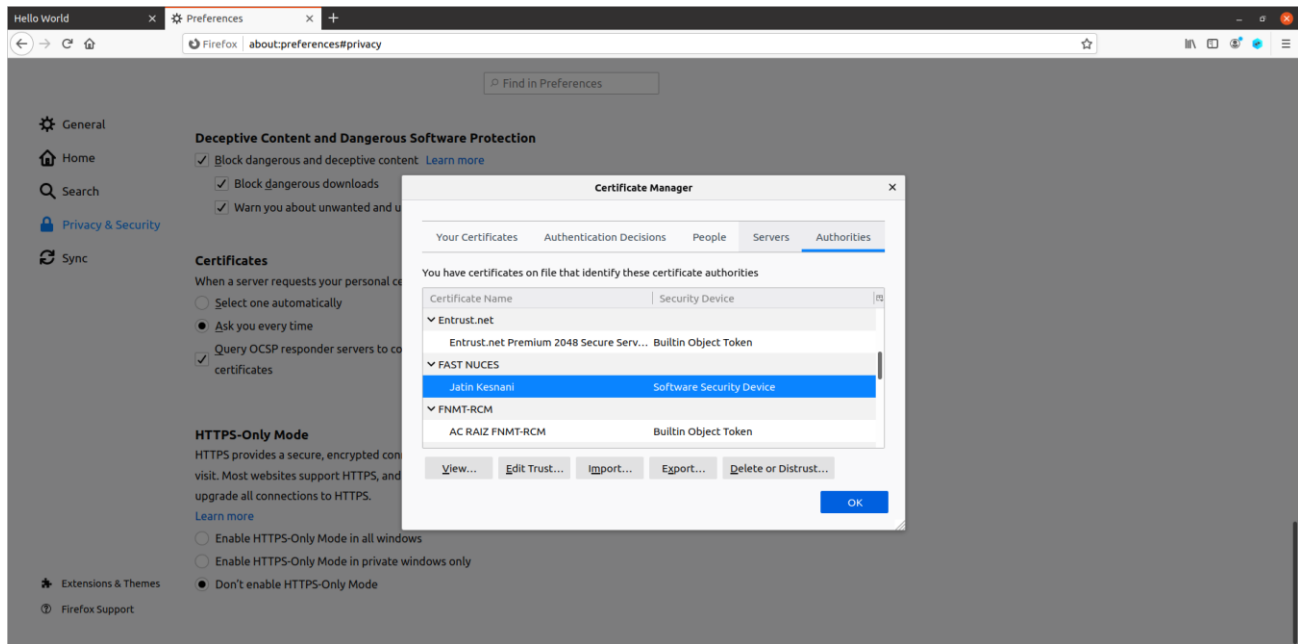 Hello World
Preferences
Firefox about:preferences#privacy
Find in Preferences
General
Home
Search
Privacy & Security
Sync
Extensions & Themes
Firefox Support
Deceptive Content and Dangerous Software Protection
Block dangerous and deceptive content Learn more
Block dangerous downloads
Warn you about unwanted and u
Certificates
When a server requests your personal ce
Select one automatically
Ask you every time
Query OCSP responder servers to co
certificates
HTTPS-Only Mode
HTTPS provides a secure, encrypted con
visit. Most websites support HTTPS, and
upgrade all connections to HTTPS.
Learn more
Enable HTTPS-Only Mode in all windows
Enable HTTPS-Only Mode in private windows only
Don't enable HTTPS-Only Mode
Certificate Manager
Your Certificates Authentication Decisions People Servers Authorities
You have certificates on file that identify these certificate authorities
Certificate Name Security Device
Entrust.net
Entrust.net Premium 2048 Secure Serv... Builtin Object Token
FAST NUCES
Jatin Kesnani Software Security Device
FNMT-RCM
AC RAIZ FNMT-RCM Builtin Object Token
View... Edit Trust... Import... Export... Delete or Distrust...
OK